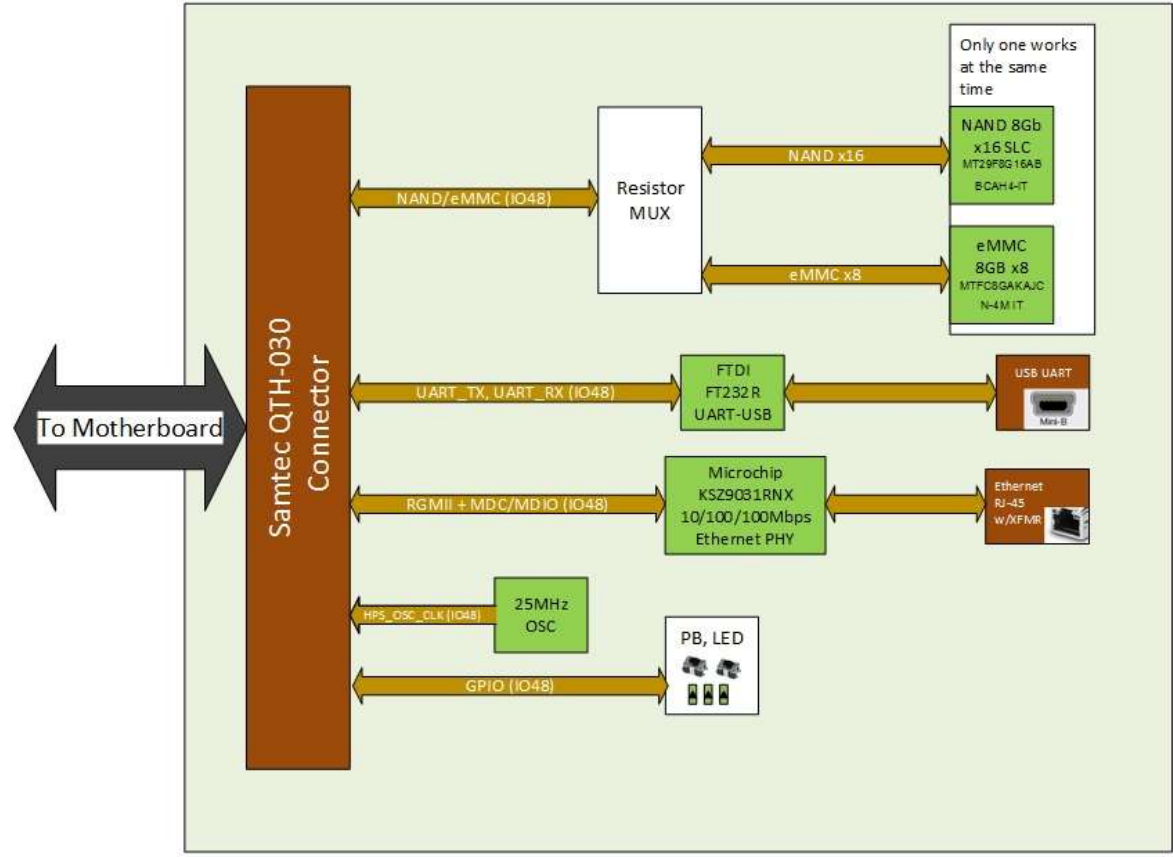 Only one works
at the same
time
NAND 8Gb
x16 SLC
MT29F8G16AB
BCAH4-IT
NAND x16
Resistor
MUX
NAND/eMMC (IO48)
eMMC
8GB x8
MTFC8GAKAJC
N-4M IT
eMMC x8
Samtec QTH-030
Connector
To Motherboard
UART_TX, UART_RX (IO48)
FTDI
FT232R
UART-USB
USB UART
Mini-B
RGMII + MDC/MDIO (IO48)
Microchip
KSZ9031RNX
10/100/100Mbps
Ethernet PHY
Ethernet
RJ-45
w/XFMR
HPS_OSC_CLK (IO48)
25MHz
OSC
PB, LED
GPIO (IO48)